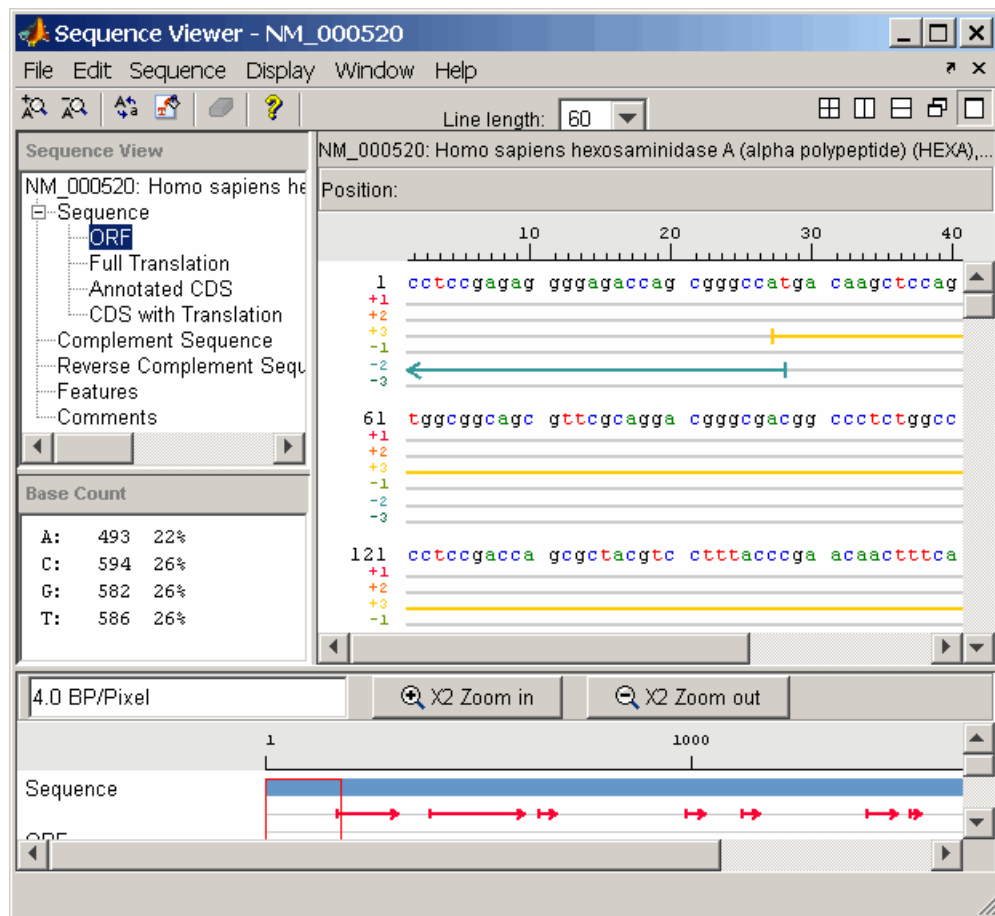 Sequence Viewer - NM_000520
File Edit Sequence Display Window Help
Line length: 60
Sequence View
NM_000520: Homo sapiens he
Sequence
ORF
Full Translation
Annotated CDS
CDS with Translation
Complement Sequence
Reverse Complement Sequ
Features
Comments
Base Count
A: 493 22%
C: 594 26%
G: 582 26%
T: 586 26%
NM_000520: Homo sapiens hexosaminidase A (alpha polypeptide) (HEXA),...
Position:
10 20 30 40
1 cctccgagag gggagaccag cgggccatga caagctccag
+1
+2
+3
-1
-2
-3
61 tggcggcagc gttcgcagga cgggcgacgg ccctctggcc
+1
+2
+3
-1
-2
-3
121 cctccgacca gcgctacgtc ctttacccga acaactttca
+1
+2
+3
-1
4.0 BP/Pixel X2 Zoom in X2 Zoom out
1 1000
Sequence
ORF